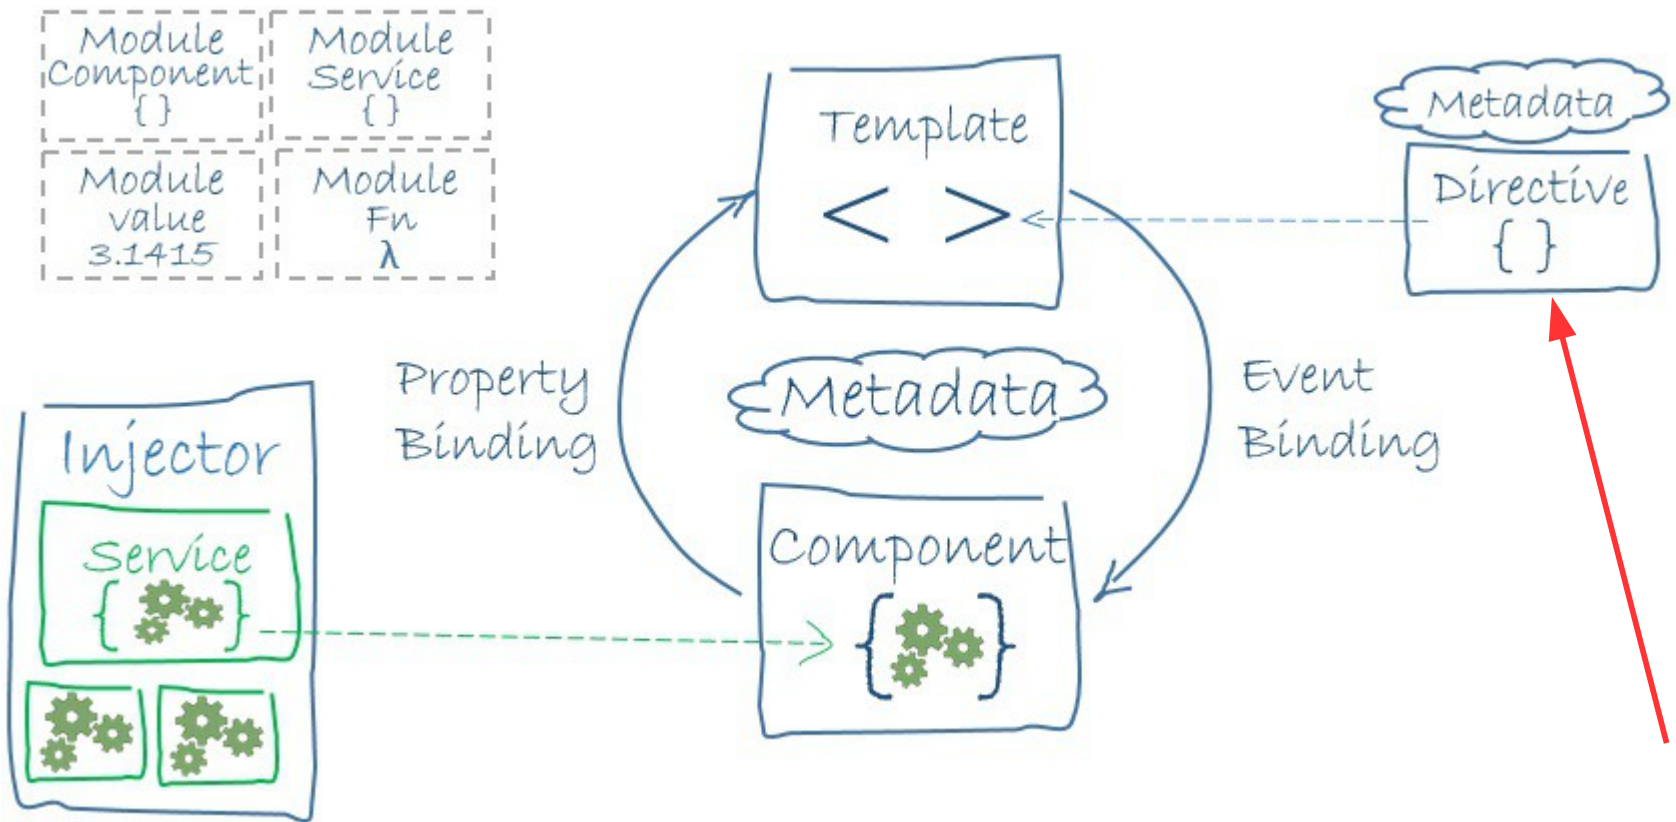 Module
Component
{ }
Module
Service
{ }
Module
value
3.1415
Module
Fn
λ
Template
< >
Metadata
Directive
{ }
Property
Binding
Metadata
Event
Binding
Injector
Service
{ }
Component
{ }